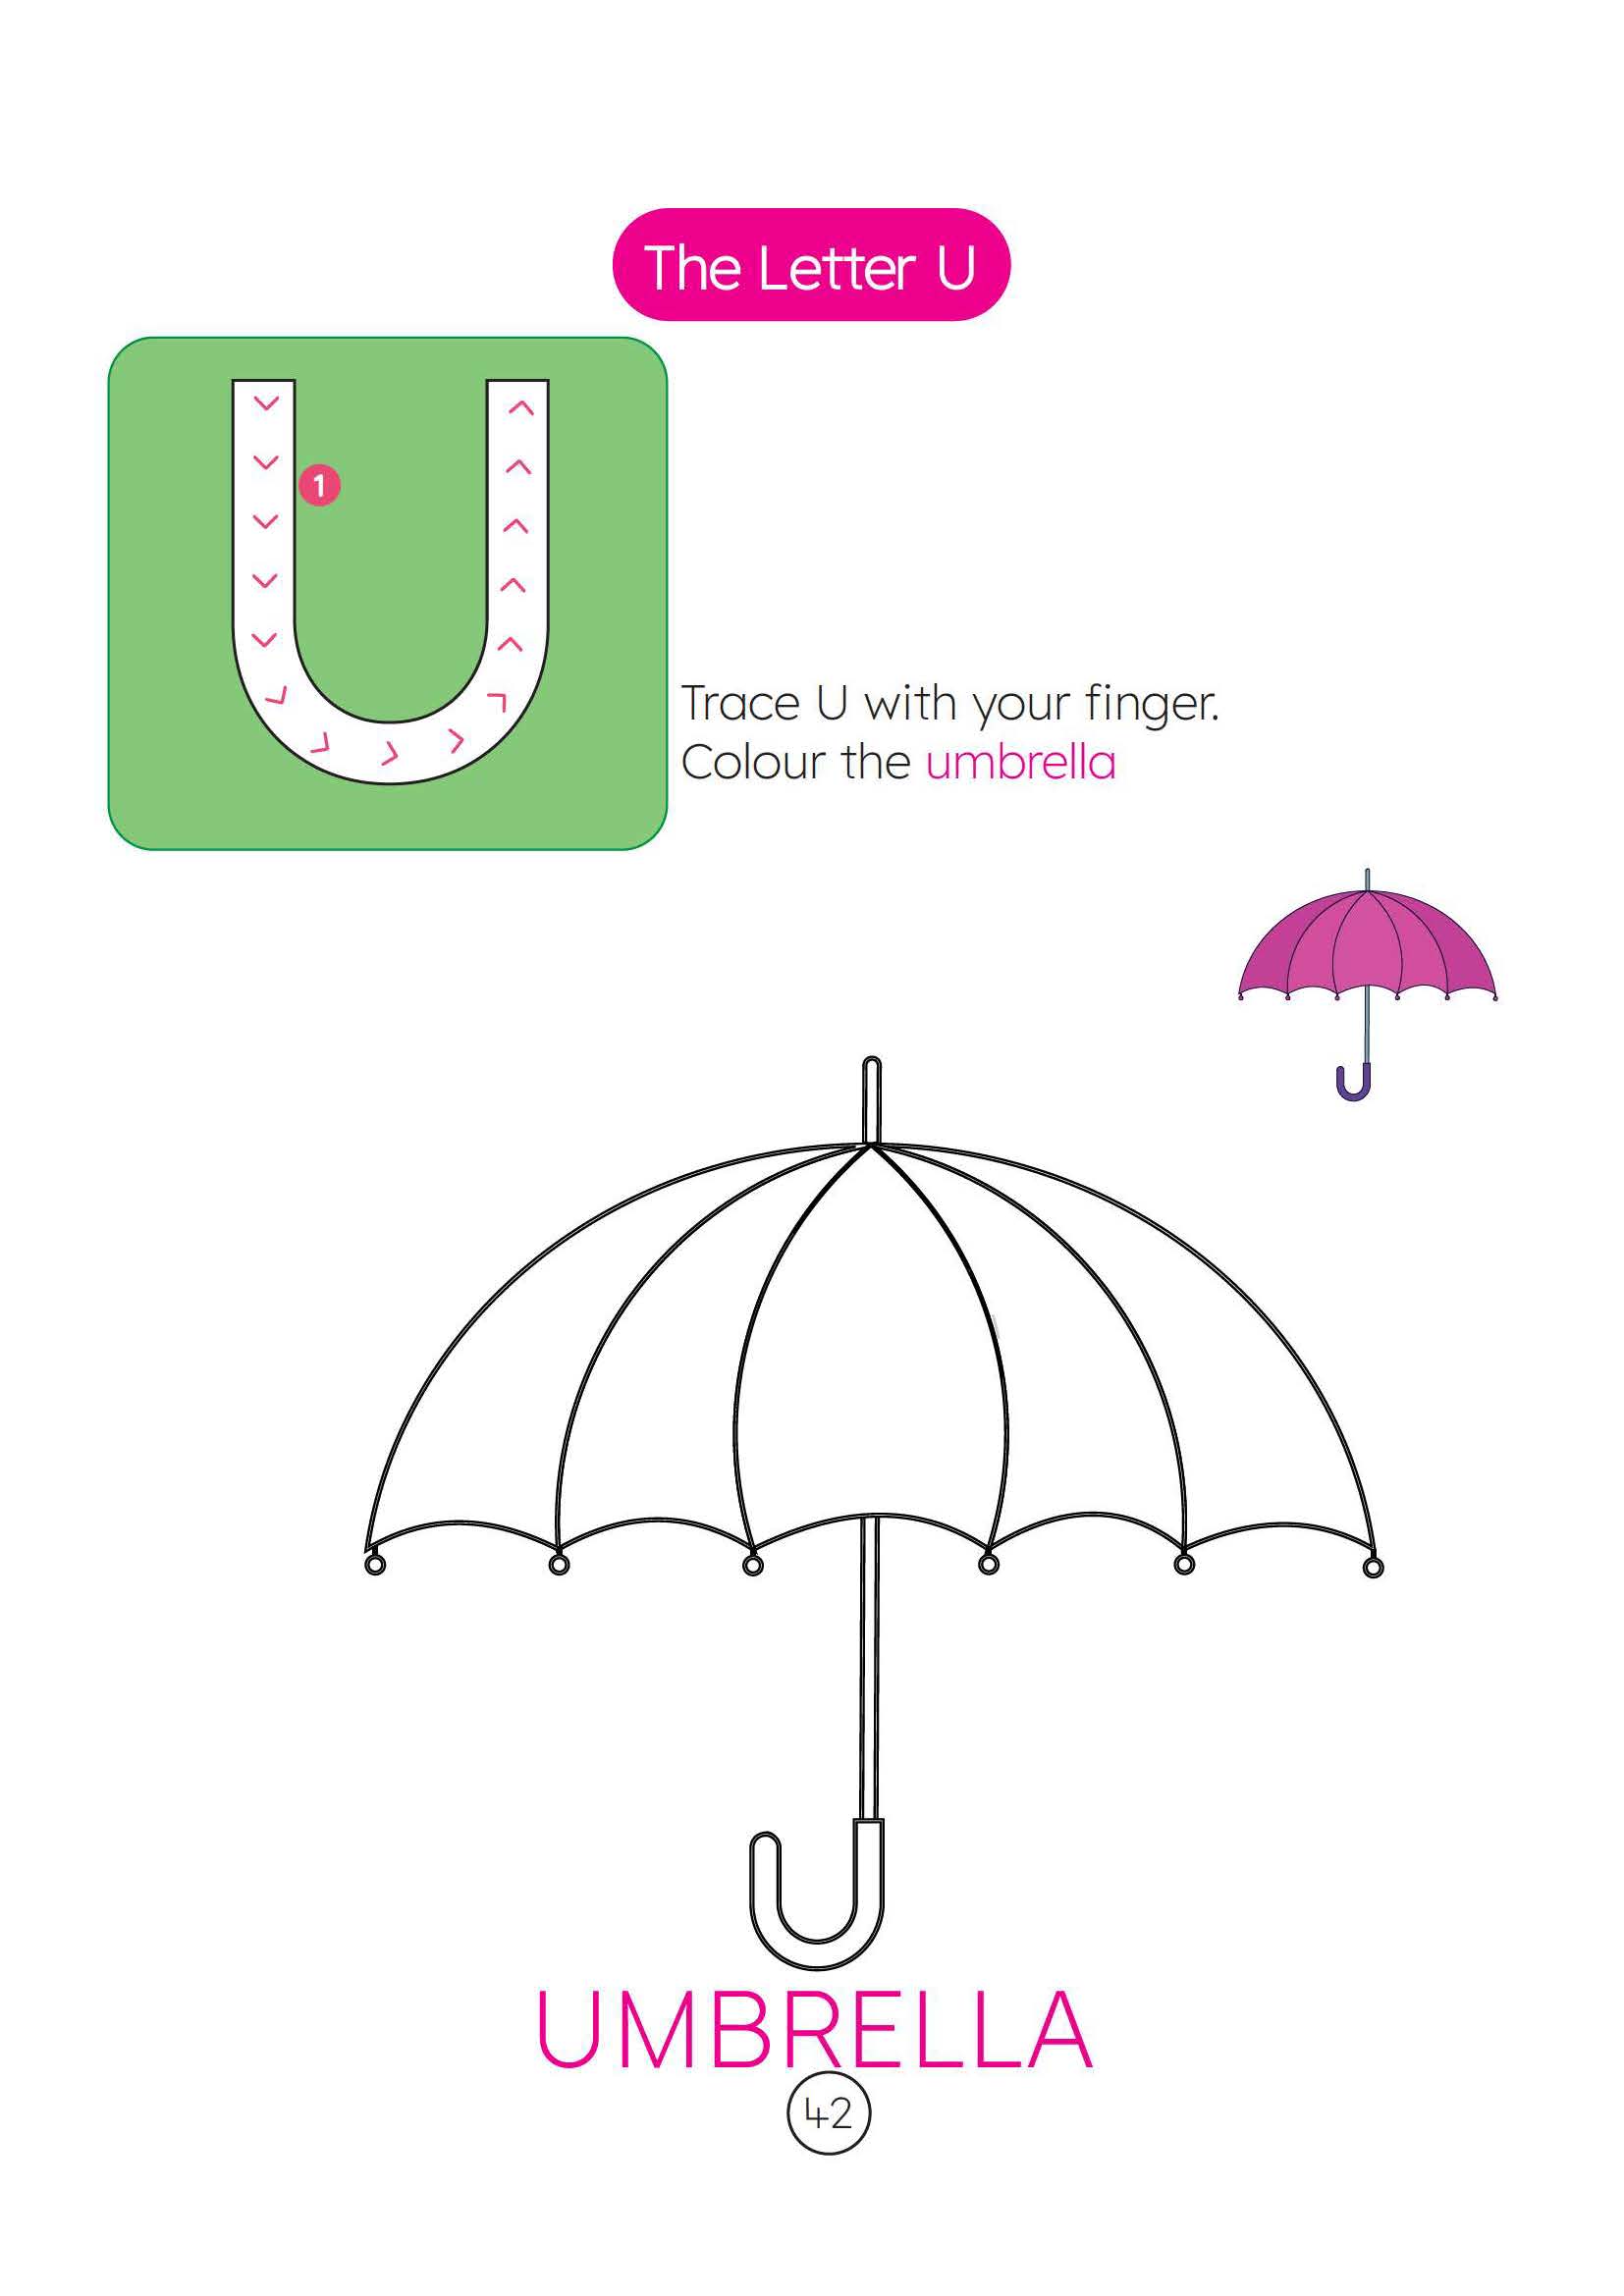 The Letter U
U
1
Trace U with your finger.
Colour the umbrella
UMBRELLA
42